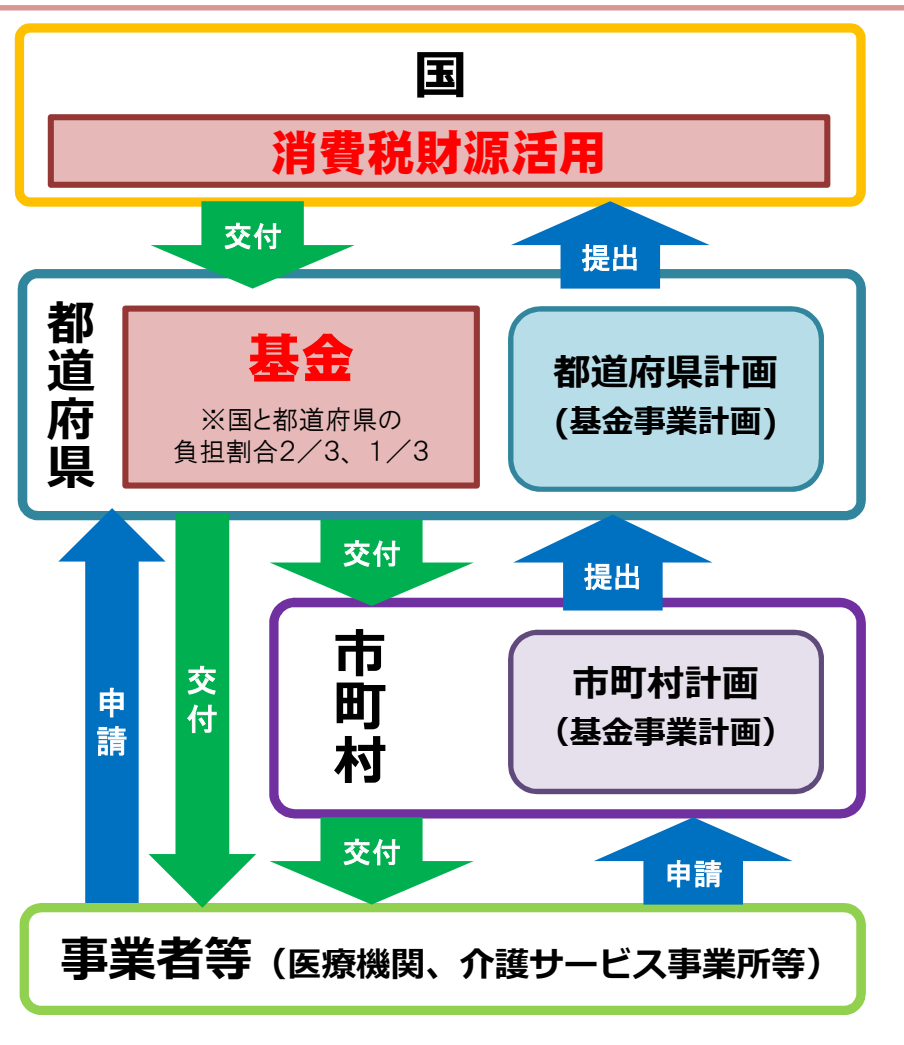 国
消費税財源活用
交付
提出
都道府県
基金
※国と都道府県の
負担割合2／3、1／3
都道府県計画
(基金事業計画)
交付
提出
申請
交付
市町村
市町村計画
（基金事業計画）
交付
申請
事業者等（医療機関、介護サービス事業所等）